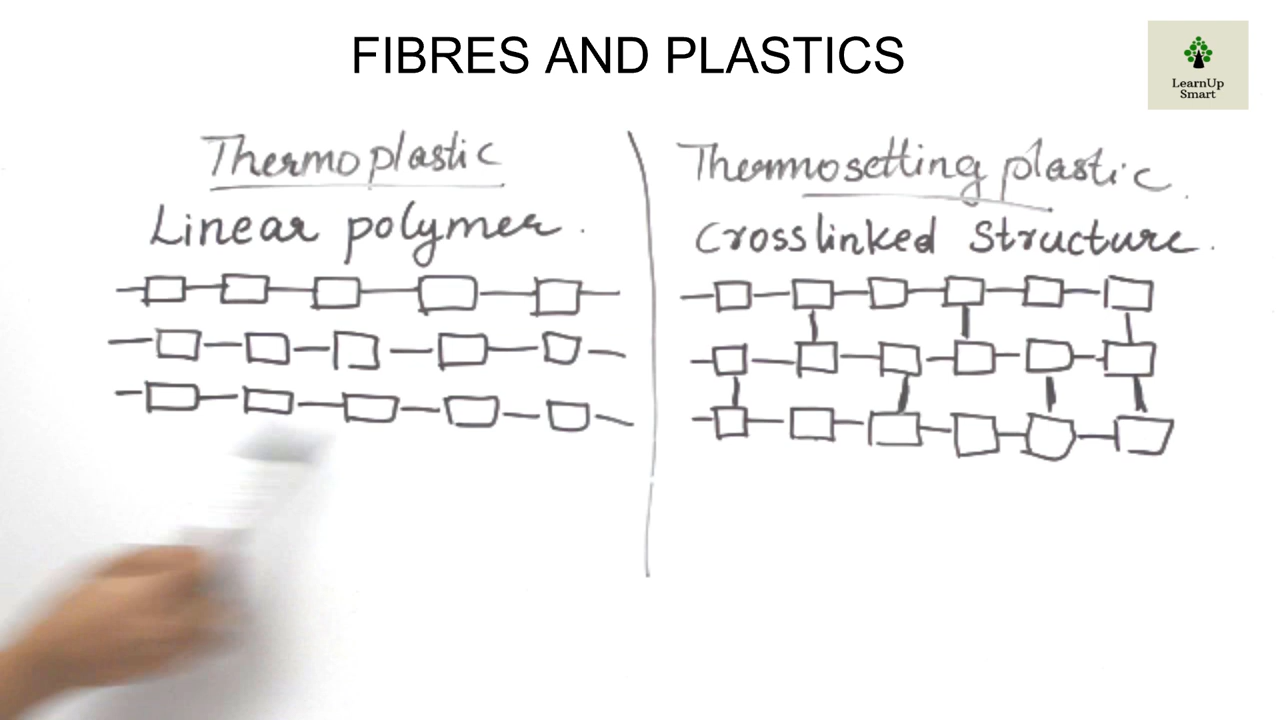 FIBRES AND PLASTICS
LearnUp
Smart
Thermoplastic
Linear polymer.
Thermosetting plastic.
Crosslinked Structure.